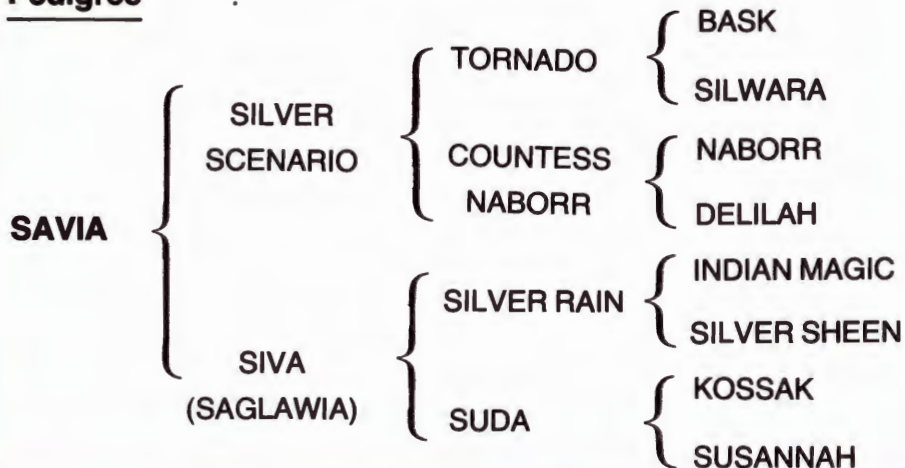 BASK
TORNADO
SILWARA
SILVER
SCENARIO
COUNTESS
NABORR
NABORR
DELILAH
SAVIA
INDIAN MAGIC
SILVER RAIN
SILVER SHEEN
SIVA
(SAGLAWIA)
KOSSAK
SUDA
SUSANNAH